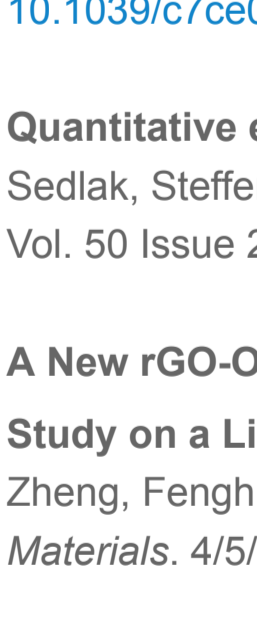 10.1039/c7ce0
Quantitative e
Sedlak, Steffe
Vol. 50 Issue 2
A New rGO-O
Study on a Li
Zheng, Fengh
Materials. 4/5/